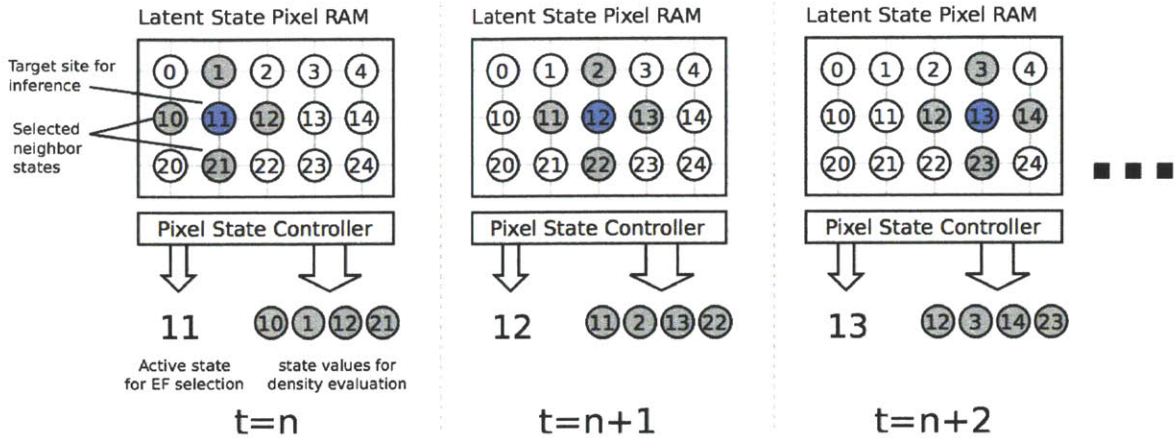 Latent State Pixel RAM
Target site for
inference
Selected
neighbor
states
0 1 2 3 4
10 11 12 13 14
20 21 22 23 24
Pixel State Controller
11
10 1 12 21
Active state
for EF selection
state values for
density evaluation
t=n
Latent State Pixel RAM
0 1 2 3 4
10 11 12 13 14
20 21 22 23 24
Pixel State Controller
12
11 2 13 22
t=n+1
Latent State Pixel RAM
0 1 2 3 4
10 11 12 13 14
20 21 22 23 24
Pixel State Controller
13
12 3 14 23
t=n+2